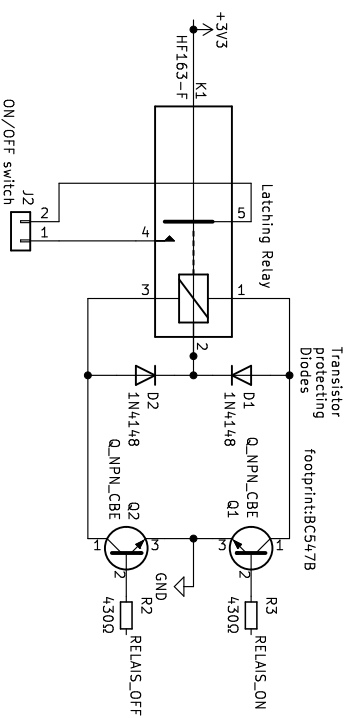 +3V3
K1
HF163-F
Latching Relay
5
4
1
3
2
J2
2
1
ON/OFF switch
Transistor
protecting
Diodes
D1
1N4148
D2
1N4148
footprint:BC547B
Q_NPN_CBE
Q1
1
3
2
Q_NPN_CBE
Q2
3
1
2
GND
R3
430Ω
RELAIS_ON
R2
430Ω
RELAIS_OFF